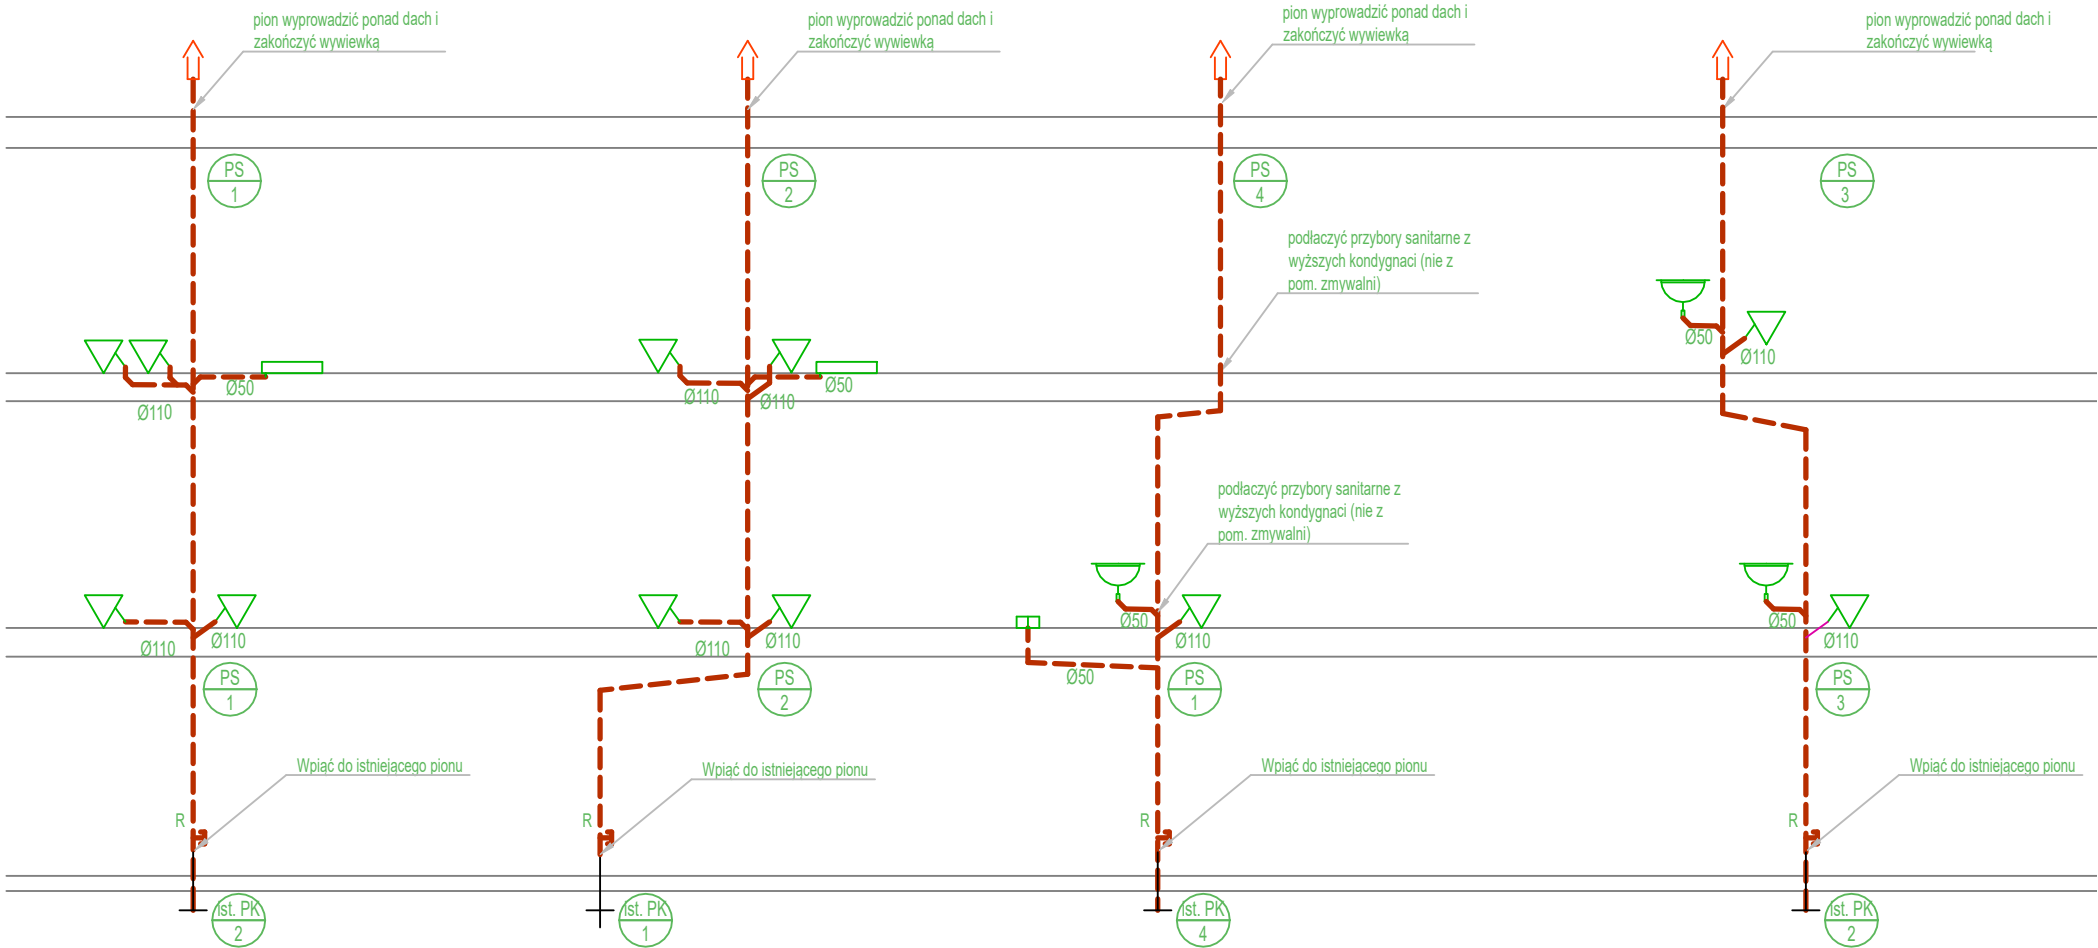 pion wyprowadzić ponad dach i
zakończyć wywiewką
pion wyprowadzić ponad dach i
zakończyć wywiewką
pion wyprowadzić ponad dach i
zakończyć wywiewką
pion wyprowadzić ponad dach i
zakończyć wywiewką
PS
1
PS
2
PS
4
PS
3
podłaczyć przybory sanitarne z
wyższych kondygnaci (nie z
pom. zmywalni)
Ø50
Ø110
Ø50
Ø110
Ø110
Ø50
Ø110
podłaczyć przybory sanitarne z
wyższych kondygnaci (nie z
pom. zmywalni)
Ø110
Ø110
Ø110
Ø110
Ø50
Ø110
Ø50
Ø50
Ø110
PS
1
PS
2
PS
1
PS
3
Wpiąć do istniejącego pionu
Wpiąć do istniejącego pionu
Wpiąć do istniejącego pionu
Wpiąć do istniejącego pionu
R
R
R
R
ist. PK
2
ist. PK
1
ist. PK
4
ist. PK
2